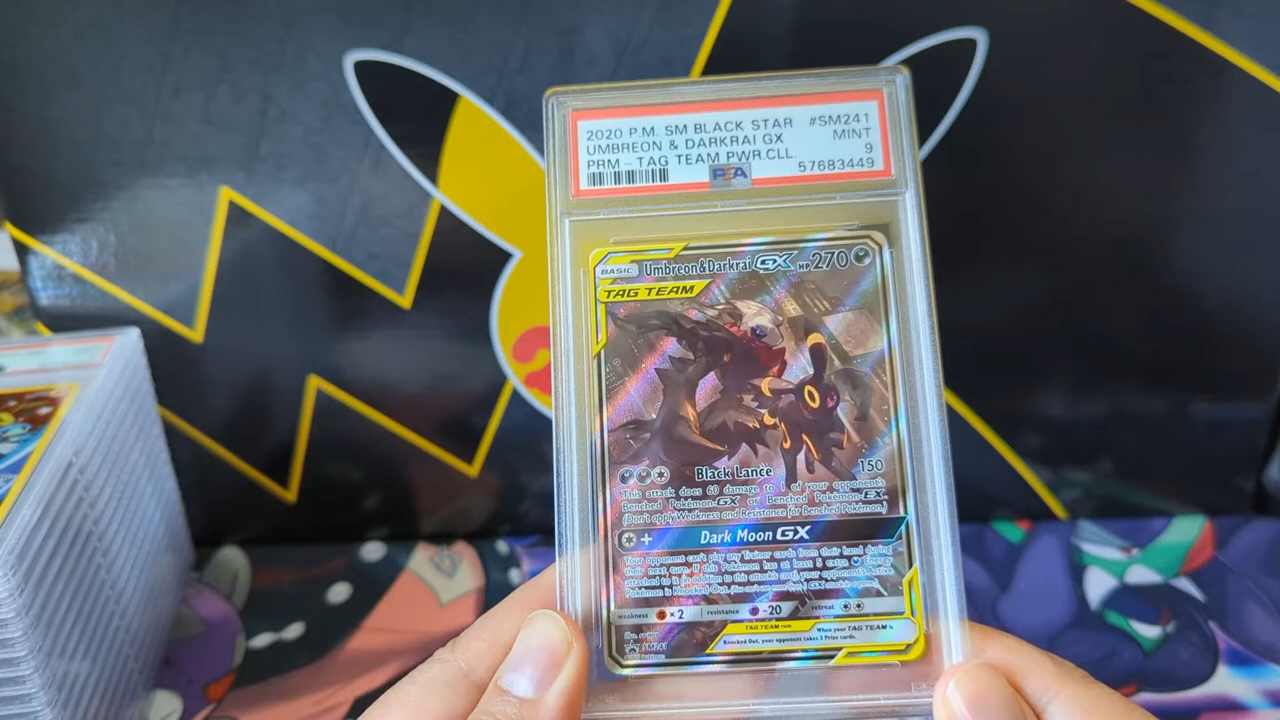 2020 P.M. SM BLACK STAR #SM241
UMBREON & DARKRAI GX MINT
PRM - TAG TEAM PWR.CLL. 9
PSA 57683449
BASIC Umbreon&Darkrai GX HP270
TAG TEAM
Black Lance 150
This attack does 60 damage to 1 of your opponent's
Benched Pokémon-GX or Benched Pokémon-EX.
(Don't apply Weakness and Resistance for Benched Pokémon.)
+ Dark Moon GX
Your opponent can't play any Trainer cards from their hand during
their next turn. If this Pokémon has at least 5 extra Energy
attached to it (in addition to this attack's cost), your opponent's Active
Pokémon is Knocked Out. (You can't use more than 1 GX attack in a game.)
weakness ×2 resistance -20 retreat
TAG TEAM rule When your TAG TEAM is
Knocked Out, your opponent takes 3 Prize cards.
SM241